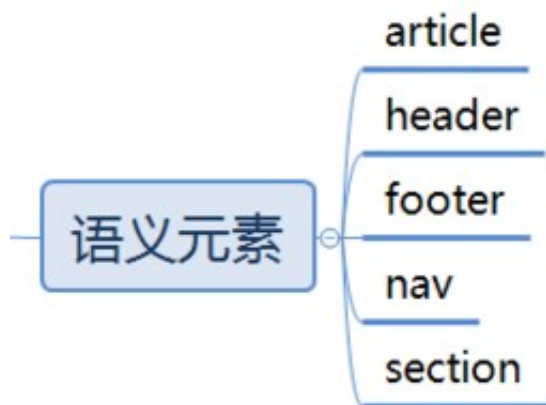 article
header
footer
语义元素
nav
section